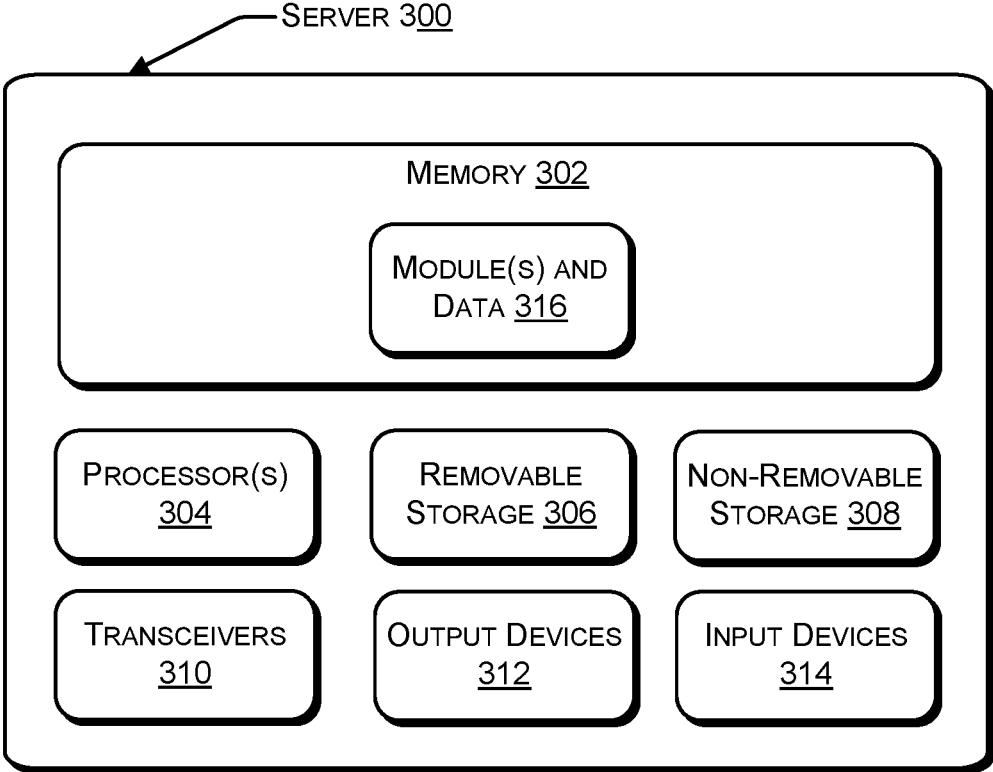 SERVER 300
MEMORY 302
MODULE(S) AND
DATA 316
PROCESSOR(S)
304
REMOVABLE
STORAGE 306
NON-REMOVABLE
STORAGE 308
TRANSCEIVERS
310
OUTPUT DEVICES
312
INPUT DEVICES
314